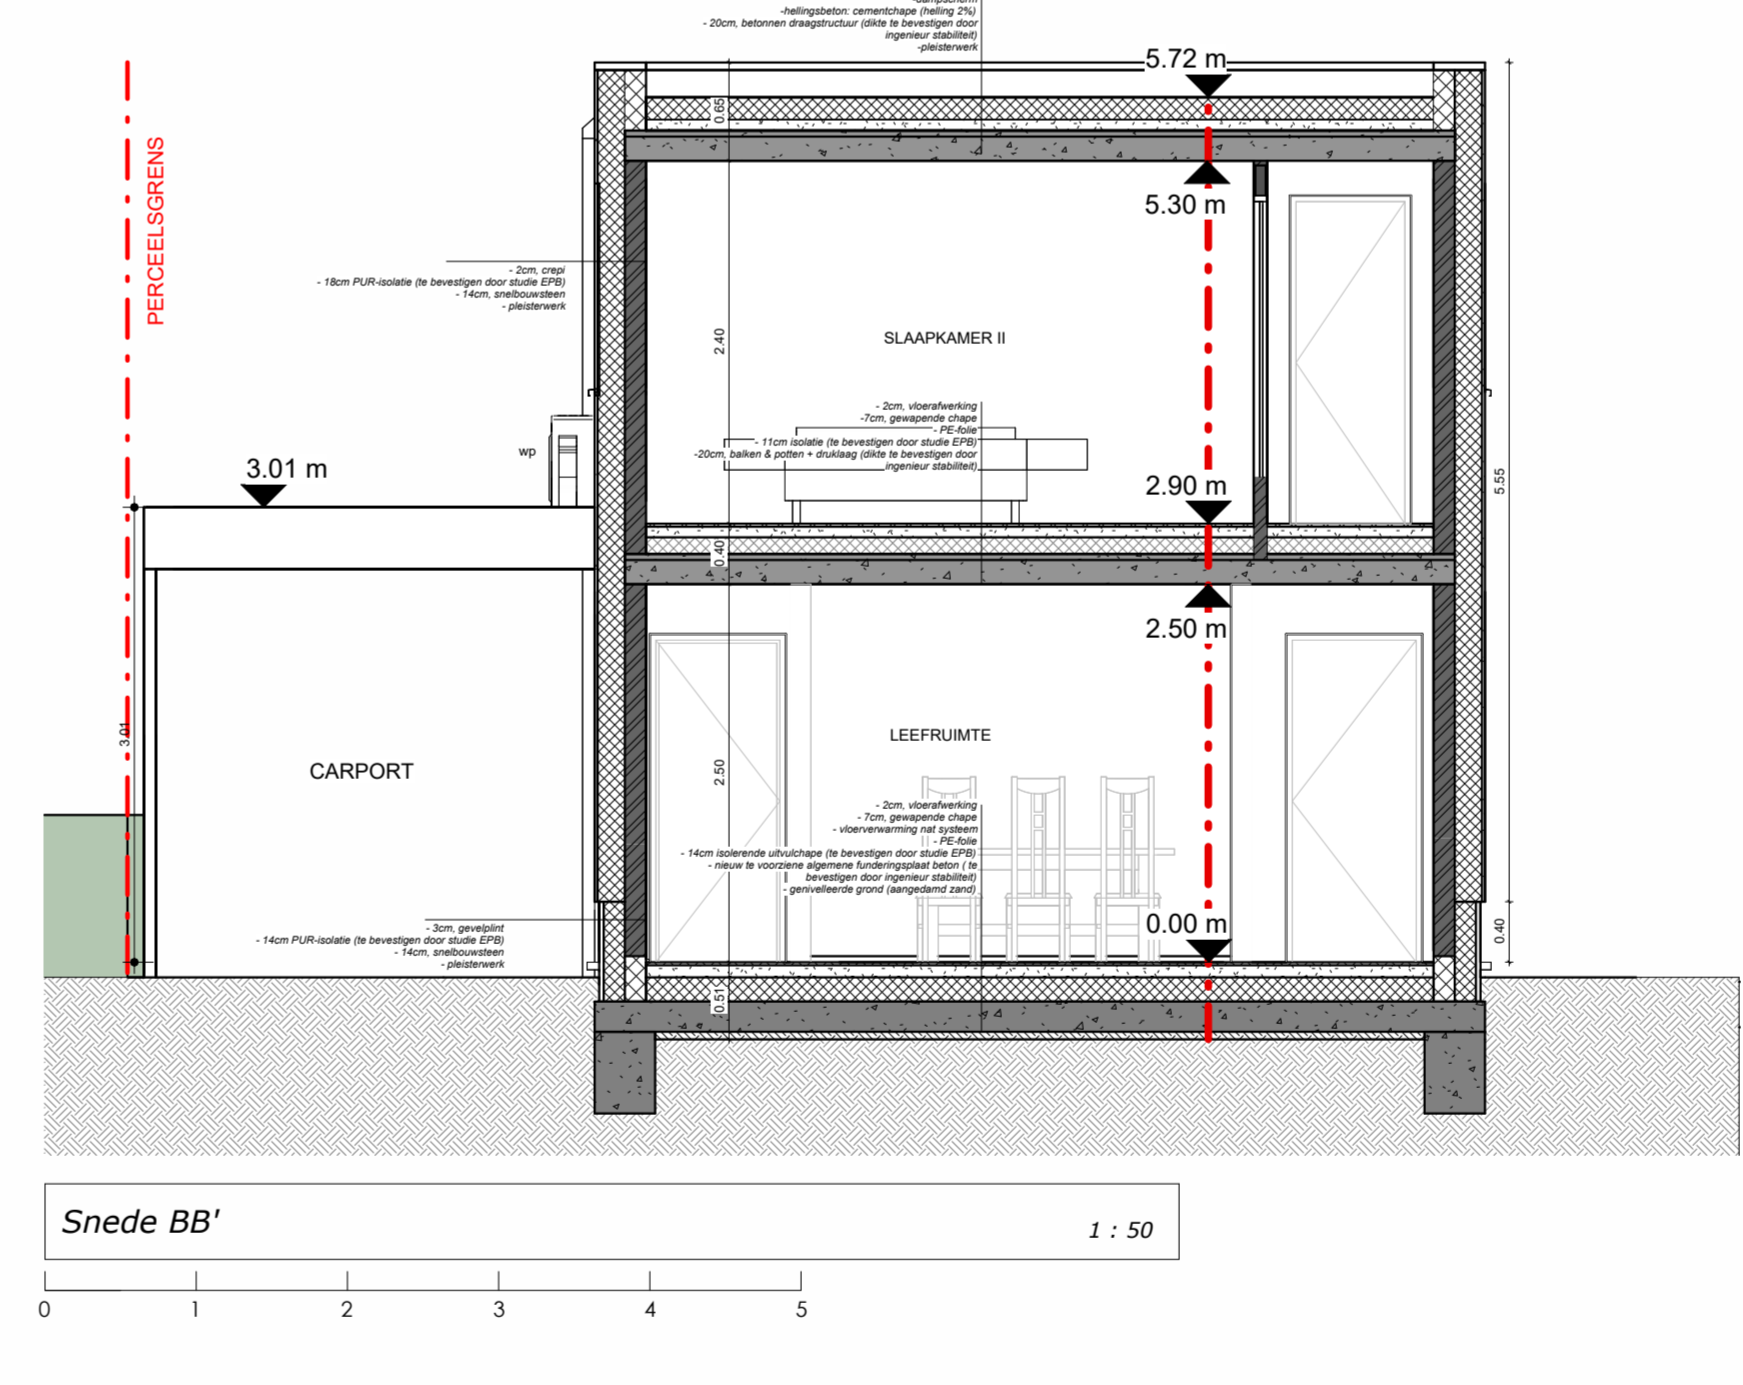 -dampscherm
-hellingsbeton: cementchape (helling 2%)
- 20cm, betonnen draagstructuur (dikte te bevestigen door
ingenieur stabiliteit)
-pleisterwerk
5.72 m
0.65
PERCEELSGRENS
5.30 m
- 2cm, crepi
- 18cm PUR-isolatie (te bevestigen door studie EPB)
- 14cm, snelbouwsteen
- pleisterwerk
2.40
SLAAPKAMER II
- 2cm, vloerafwerking
-7cm, gewapende chape
- PE-folie
- 11cm isolatie (te bevestigen door studie EPB)
-20cm, balken & potten + druklaag (dikte te bevestigen door
ingenieur stabiliteit)
wp
3.01 m
2.90 m
5.55
0.40
2.50 m
3.01
CARPORT
LEEFRUIMTE
2.50
- 2cm, vloerafwerking
- 7cm, gewapende chape
- vloerverwarming nat systeem
- PE-folie
- 14cm isolerende uitvulchape (te bevestigen door studie EPB)
- nieuw te voorziene algemene funderingsplaat beton ( te
bevestigen door ingenieur stabiliteit)
- genivelleerde grond (aangedamd zand)
0.00 m
0.40
- 3cm, gevelplint
- 14cm PUR-isolatie (te bevestigen door studie EPB)
- 14cm, snelbouwsteen
- pleisterwerk
0.51
Snede BB'
1 : 50
0 1 2 3 4 5